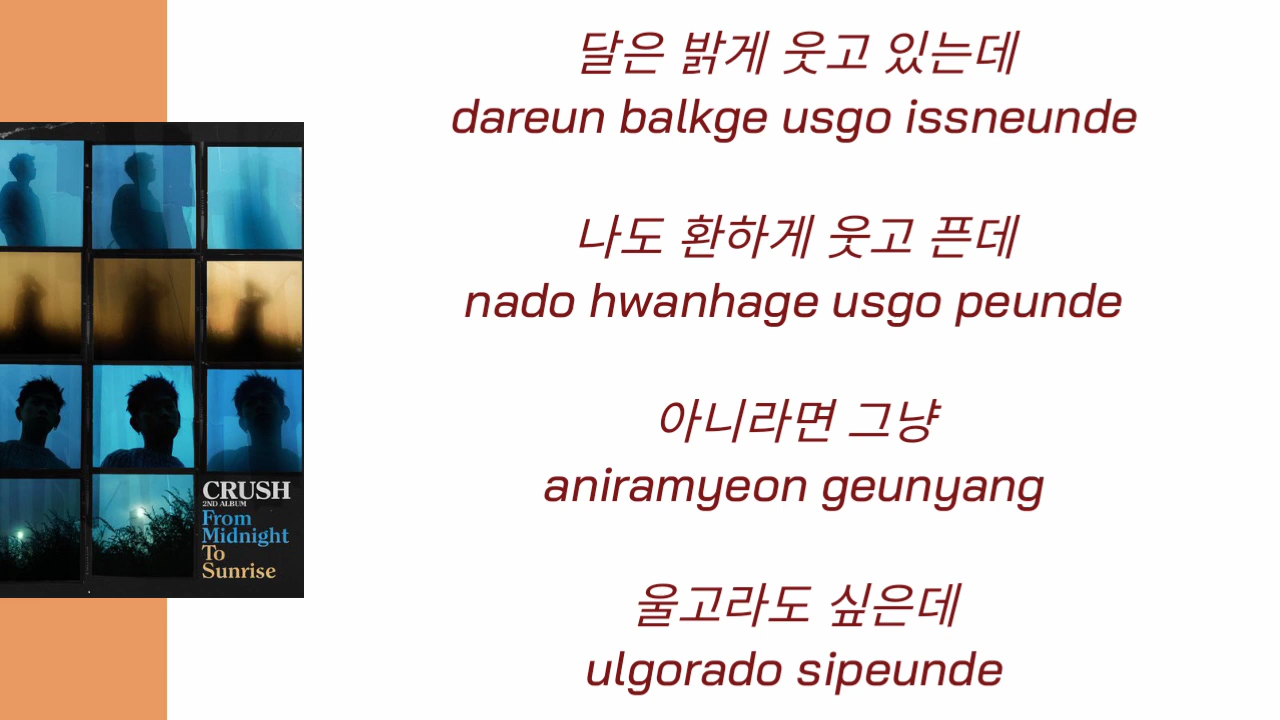 달은 밝게 웃고 있는데
dareun balkge usgo issneunde
나도 환하게 웃고 픈데
nado hwanhage usgo peunde
아니라면 그냥
aniramyeon geunyang
울고라도 싶은데
ulgorado sipeunde
CRUSH
2ND ALBUM
From
Midnight
To
Sunrise